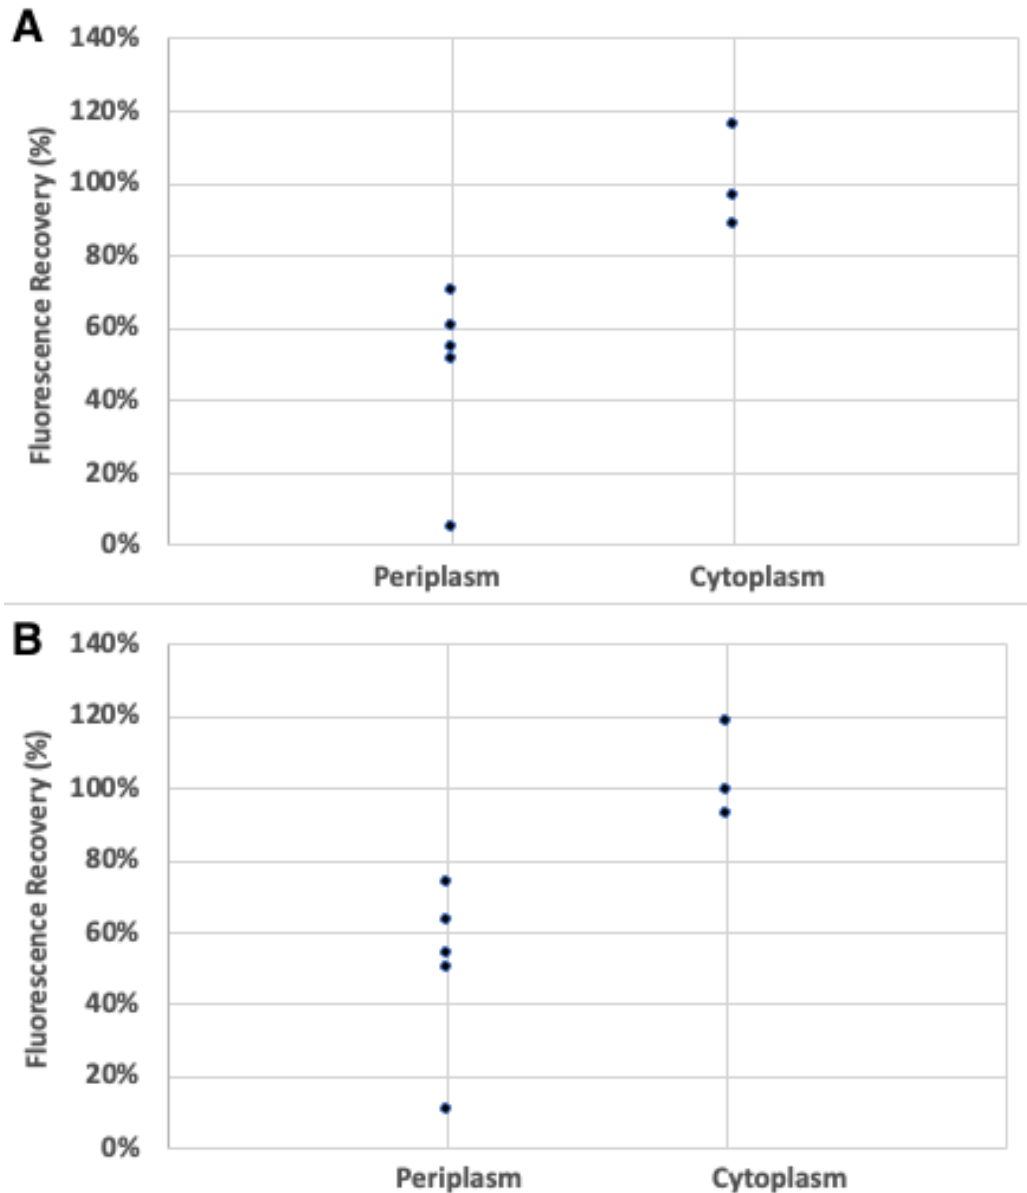 A
140%
120%
100%
80%
60%
40%
20%
0%
Fluorescence Recovery (%)
Periplasm Cytoplasm
B
140%
120%
100%
80%
60%
40%
20%
0%
Fluorescence Recovery (%)
Periplasm Cytoplasm